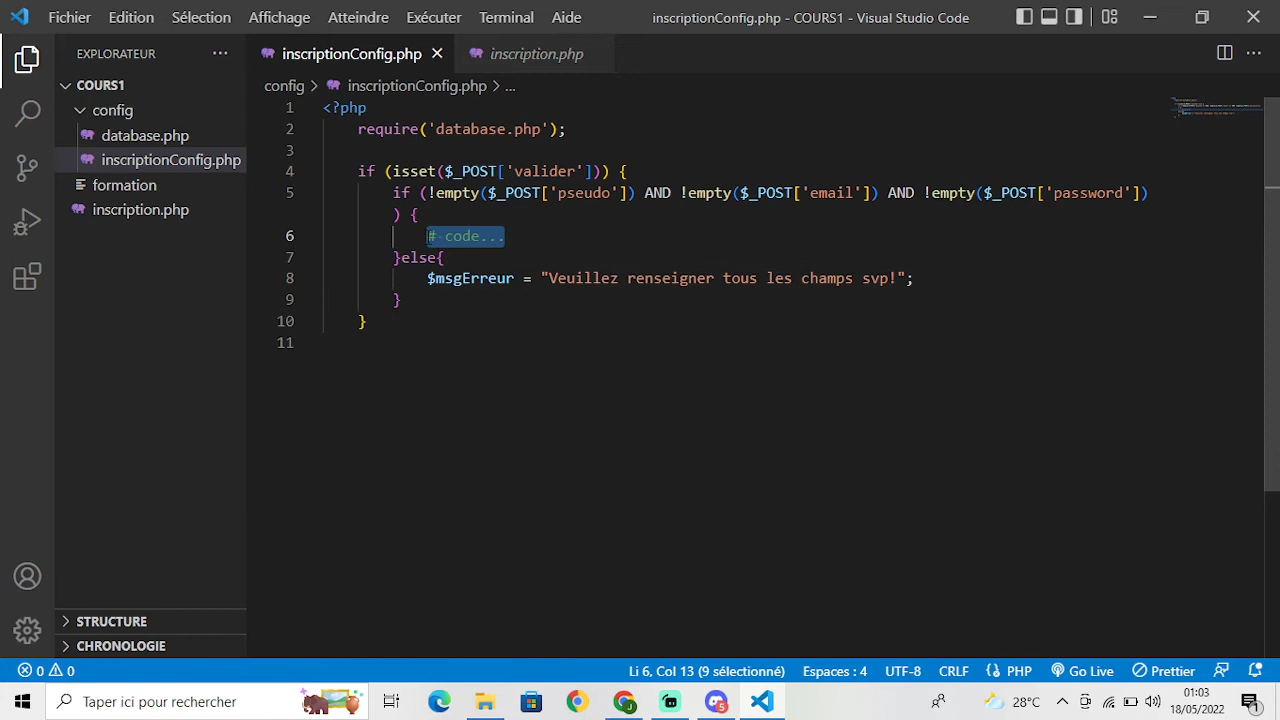 Fichier Edition Sélection Affichage Atteindre Exécuter Terminal Aide inscriptionConfig.php - COURS1 - Visual Studio Code
EXPLORATEUR ...
COURS1
config
database.php
inscriptionConfig.php
formation
inscription.php
STRUCTURE
CHRONOLOGIE
inscriptionConfig.php inscription.php
config > inscriptionConfig.php > ...
1 <?php
2 require('database.php');
3
4 if (isset($_POST['valider'])) {
5 if (!empty($_POST['pseudo']) AND !empty($_POST['email']) AND !empty($_POST['password'])
) {
6 # code...
7 }else{
8 $msgErreur = "Veuillez renseigner tous les champs svp!";
9 }
10 }
11
0 0 Li 6, Col 13 (9 sélectionné) Espaces : 4 UTF-8 CRLF PHP Go Live Prettier
Taper ici pour rechercher 5 28°C 01:03
18/05/2022 1